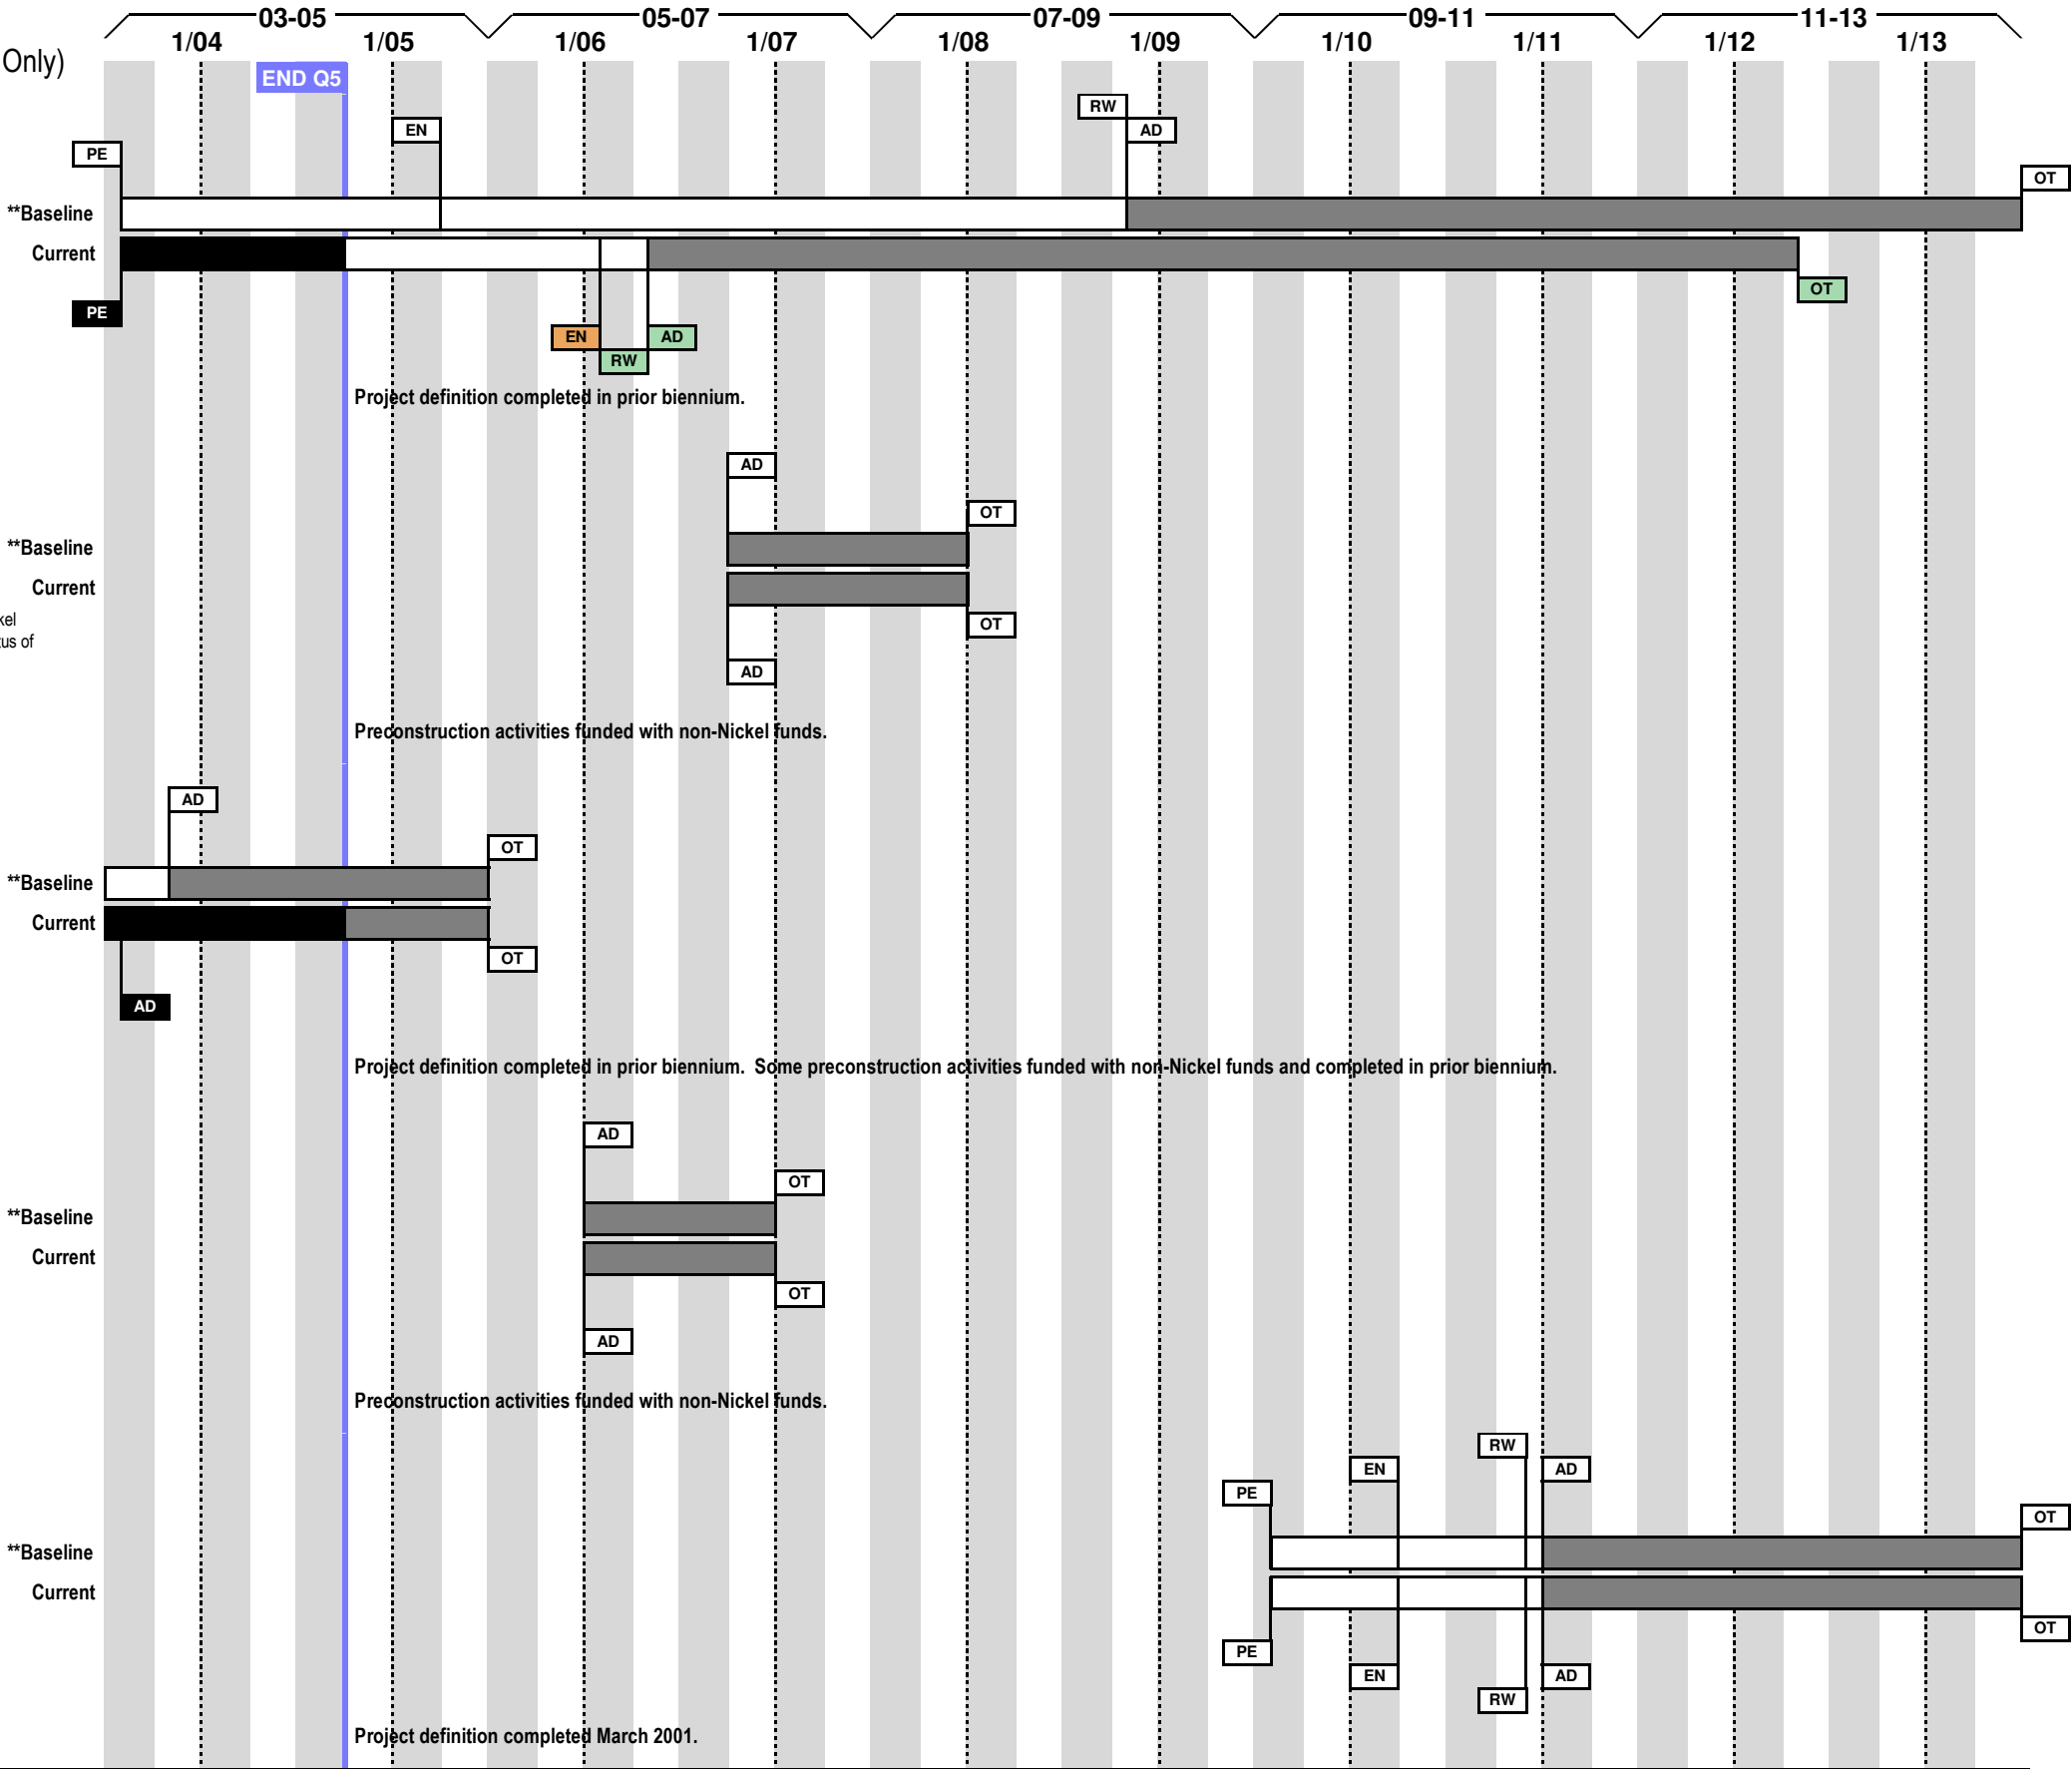 03-05 05-07 07-09 09-11 11-13
1/04 1/05 1/06 1/07 1/08 1/09 1/10 1/11 1/12 1/13
Only)
END Q5
RW
EN AD
PE
OT
**Baseline
Current
OT
PE
EN AD
RW
Project definition completed in prior biennium.
AD
OT
**Baseline
Current
OT
kel
tus of
AD
Preconstruction activities funded with non-Nickel funds.
AD
OT
**Baseline
Current
OT
AD
Project definition completed in prior biennium. Some preconstruction activities funded with non-Nickel funds and completed in prior biennium.
AD
OT
**Baseline
Current
OT
AD
Preconstruction activities funded with non-Nickel funds.
RW
EN AD
PE
OT
**Baseline
Current
OT
PE
EN AD
RW
Project definition completed March 2001.